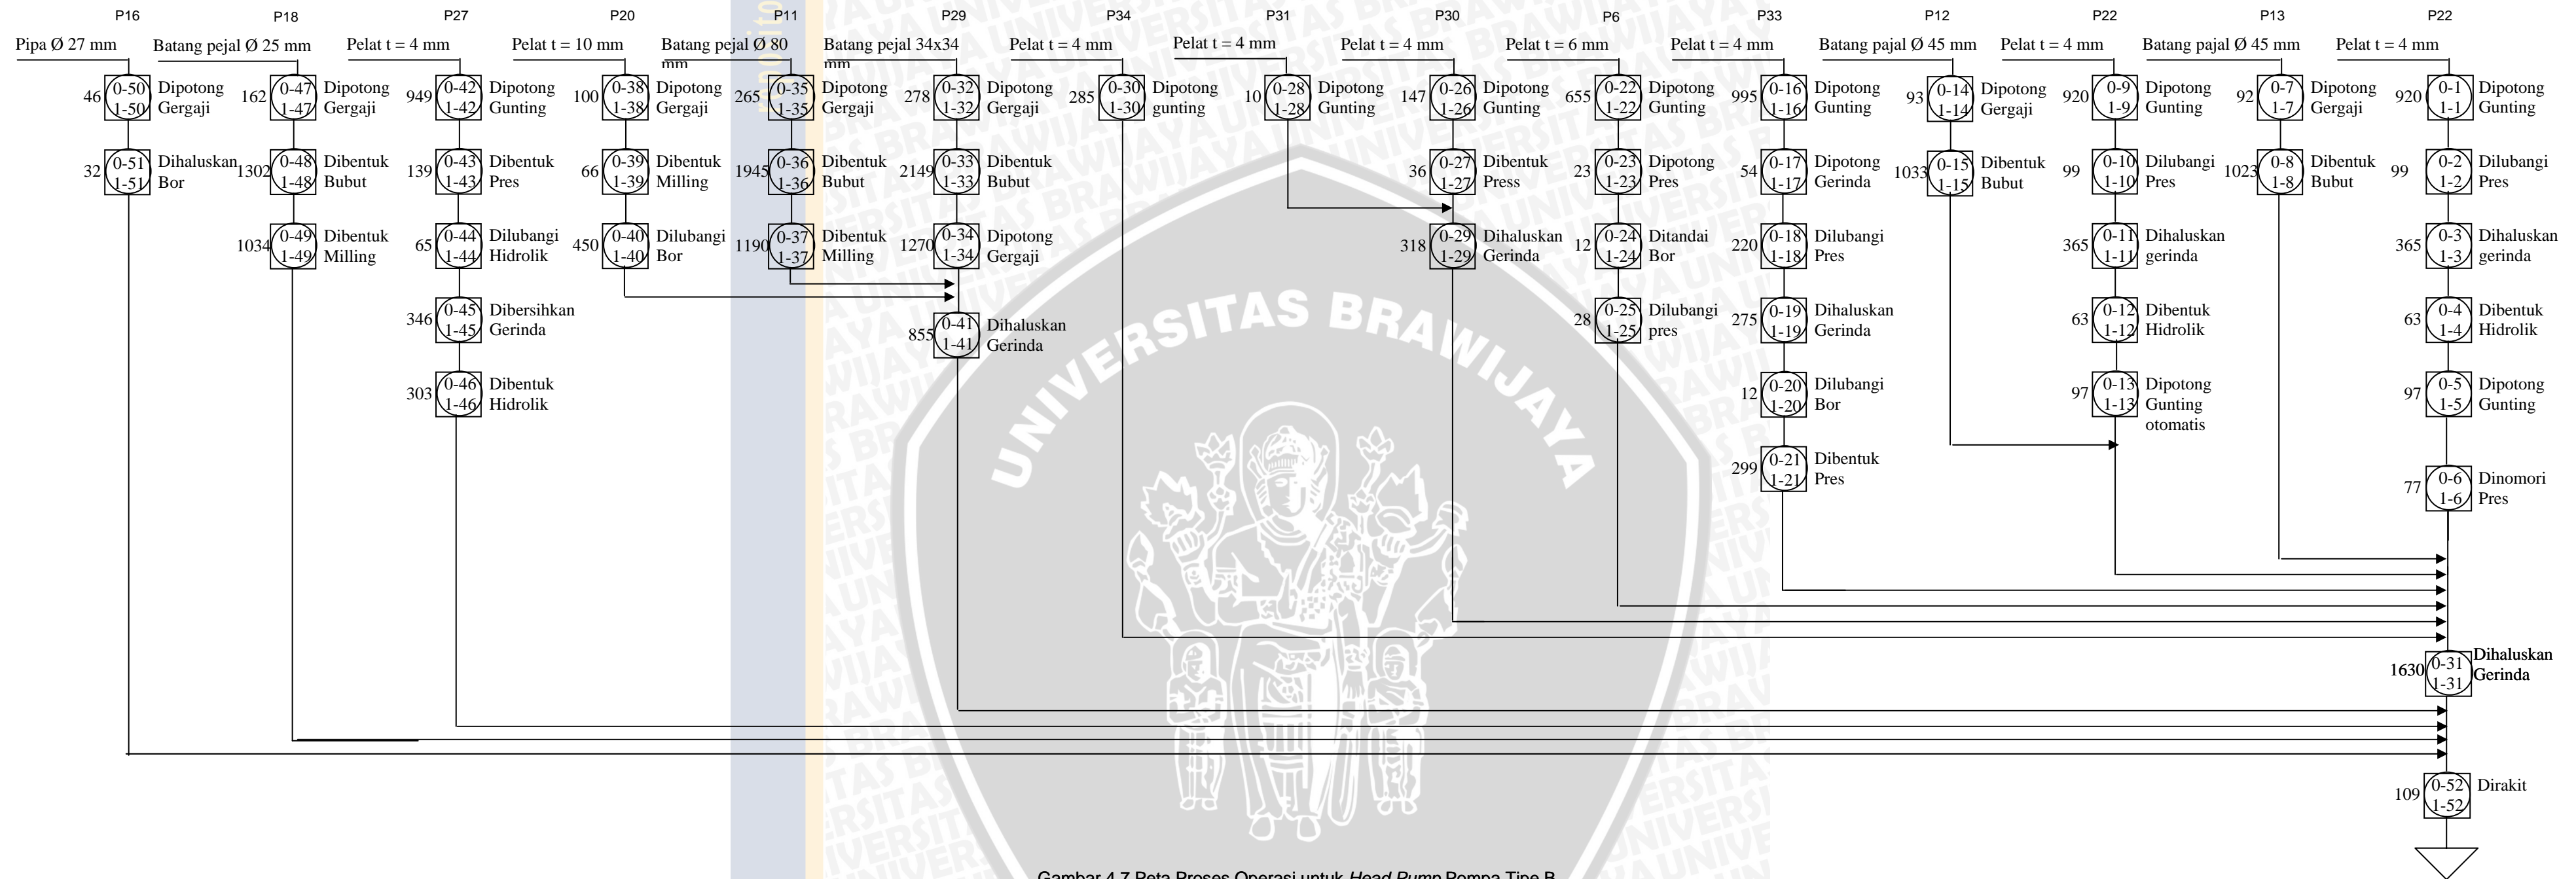 P16
P18
P27
P20
P11
P29
P34
P31
P30
P6
P33
P12
P22
P13
P22
Pipa Ø 27 mm
Batang pejal Ø 25 mm
Pelat t = 4 mm
Pelat t = 10 mm
Batang pejal Ø 80
mm
Batang pejal 34x34
mm
Pelat t = 4 mm
Pelat t = 4 mm
Pelat t = 4 mm
Pelat t = 6 mm
Pelat t = 4 mm
Batang pajal Ø 45 mm
Pelat t = 4 mm
Batang pajal Ø 45 mm
Pelat t = 4 mm
46
0-50
1-50
Dipotong
Gergaji
32
0-51
1-51
Dihaluskan
Bor
162
0-47
1-47
Dipotong
Gergaji
1302
0-48
1-48
Dibentuk
Bubut
1034
0-49
1-49
Dibentuk
Milling
949
0-42
1-42
Dipotong
Gunting
139
0-43
1-43
Dibentuk
Pres
65
0-44
1-44
Dilubangi
Hidrolik
346
0-45
1-45
Dibersihkan
Gerinda
303
0-46
1-46
Dibentuk
Hidrolik
100
0-38
1-38
Dipotong
Gergaji
66
0-39
1-39
Dibentuk
Milling
450
0-40
1-40
Dilubangi
Bor
265
0-35
1-35
Dipotong
Gergaji
1945
0-36
1-36
Dibentuk
Bubut
1190
0-37
1-37
Dibentuk
Milling
278
0-32
1-32
Dipotong
Gergaji
2149
0-33
1-33
Dibentuk
Bubut
1270
0-34
1-34
Dipotong
Gergaji
855
0-41
1-41
Dihaluskan
Gerinda
285
0-30
1-30
Dipotong
gunting
10
0-28
1-28
Dipotong
Gunting
147
0-26
1-26
Dipotong
Gunting
36
0-27
1-27
Dibentuk
Press
318
0-29
1-29
Dihaluskan
Gerinda
655
0-22
1-22
Dipotong
Gunting
23
0-23
1-23
Dipotong
Pres
12
0-24
1-24
Ditandai
Bor
28
0-25
1-25
Dilubangi
pres
995
0-16
1-16
Dipotong
Gunting
54
0-17
1-17
Dipotong
Gerinda
220
0-18
1-18
Dilubangi
Pres
275
0-19
1-19
Dihaluskan
Gerinda
12
0-20
1-20
Dilubangi
Bor
299
0-21
1-21
Dibentuk
Pres
93
0-14
1-14
Dipotong
Gergaji
1033
0-15
1-15
Dibentuk
Bubut
920
0-9
1-9
Dipotong
Gunting
99
0-10
1-10
Dilubangi
Pres
365
0-11
1-11
Dihaluskan
gerinda
63
0-12
1-12
Dibentuk
Hidrolik
97
0-13
1-13
Dipotong
Gunting
otomatis
92
0-7
1-7
Dipotong
Gergaji
1023
0-8
1-8
Dibentuk
Bubut
920
0-1
1-1
Dipotong
Gunting
99
0-2
1-2
Dilubangi
Pres
365
0-3
1-3
Dihaluskan
gerinda
63
0-4
1-4
Dibentuk
Hidrolik
97
0-5
1-5
Dipotong
Gunting
77
0-6
1-6
Dinomori
Pres
1630
0-31
1-31
Dihaluskan
Gerinda
109
0-52
1-52
Dirakit
UNIVERSITAS BRAWIJAYA
Gambar 4.7 Peta Proses Operasi untuk Head Pump Pompa Tipe B